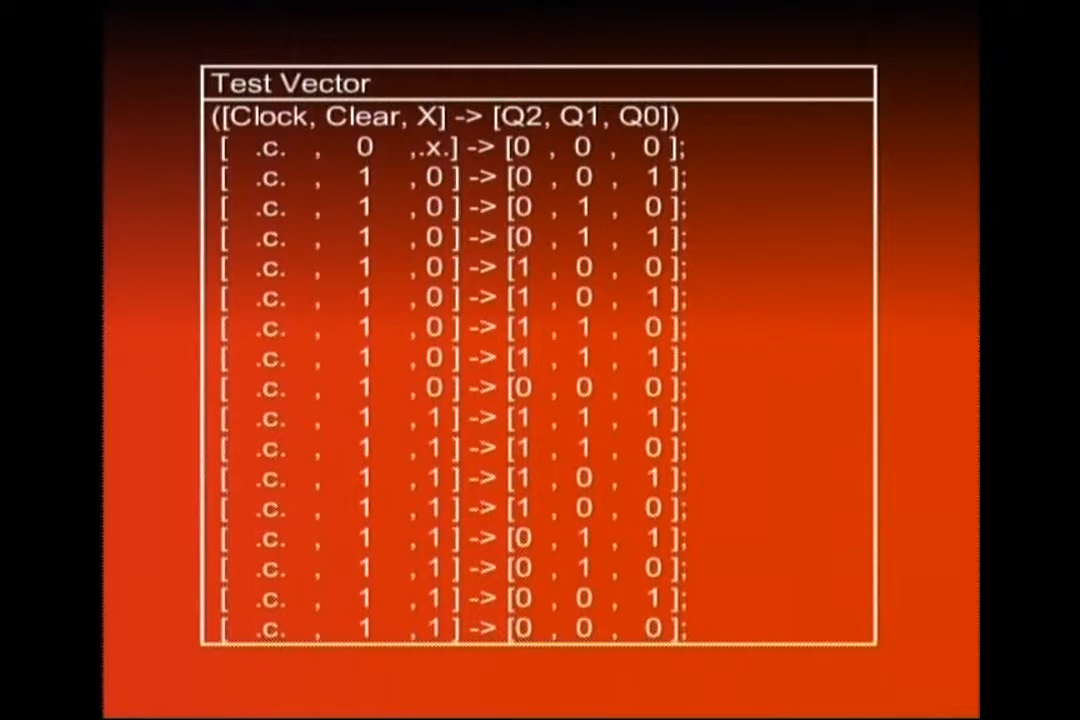 Test Vector
([Clock, Clear, X] -> [Q2, Q1, Q0])
[ .c. , 0 ,.x.] -> [0 , 0 , 0 ];
[ .c. , 1 , 0 ] -> [0 , 0 , 1 ];
[ .c. , 1 , 0 ] -> [0 , 1 , 0 ];
[ .c. , 1 , 0 ] -> [0 , 1 , 1 ];
[ .c. , 1 , 0 ] -> [1 , 0 , 0 ];
[ .c. , 1 , 0 ] -> [1 , 0 , 1 ];
[ .c. , 1 , 0 ] -> [1 , 1 , 0 ];
[ .c. , 1 , 0 ] -> [1 , 1 , 1 ];
[ .c. , 1 , 0 ] -> [0 , 0 , 0 ];
[ .c. , 1 , 1 ] -> [1 , 1 , 1 ];
[ .c. , 1 , 1 ] -> [1 , 1 , 0 ];
[ .c. , 1 , 1 ] -> [1 , 0 , 1 ];
[ .c. , 1 , 1 ] -> [1 , 0 , 0 ];
[ .c. , 1 , 1 ] -> [0 , 1 , 1 ];
[ .c. , 1 , 1 ] -> [0 , 1 , 0 ];
[ .c. , 1 , 1 ] -> [0 , 0 , 1 ];
[ .c. , 1 , 1 ] -> [0 , 0 , 0 ];